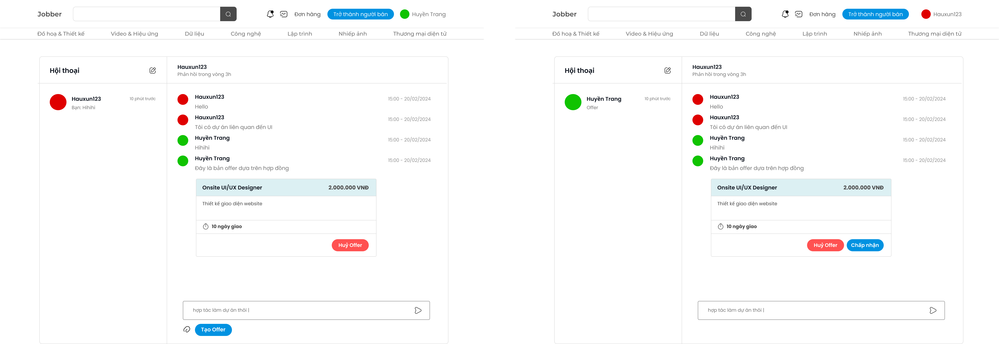 Jobber
Đơn hàng
Trở thành người bán
Huyền Trang
Đồ hoạ & Thiết kế
Video & Hiệu ứng
Dữ liệu
Công nghệ
Lập trình
Nhiếp ảnh
Thương mại diện tử
Hội thoại
Hauxun123
10 phút trước
Bạn: Hihihi
Hauxun123
Phản hồi trong vòng 3h
Hauxun123
15:00 - 20/02/2024
Hello
Hauxun123
15:00 - 20/02/2024
Tôi có dự án liên quan đến UI
Huyền Trang
15:00 - 20/02/2024
Hihihi
Huyền Trang
15:00 - 20/02/2024
Đây là bản offer dựa trên hợp đồng
Onsite UI/UX Designer
2.000.000 VNĐ
Thiết kế giao diện website
10 ngày giao
Huỷ Offer
hợp tác làm dự án thôi |
Tạo Offer
Jobber
Đơn hàng
Trở thành người bán
Hauxun123
Đồ hoạ & Thiết kế
Video & Hiệu ứng
Dữ liệu
Công nghệ
Lập trình
Nhiếp ảnh
Thương mại diện tử
Hội thoại
Huyền Trang
10 phút trước
Offer
Hauxun123
Phản hồi trong vòng 3h
Hauxun123
15:00 - 20/02/2024
Hello
Hauxun123
15:00 - 20/02/2024
Tôi có dự án liên quan đến UI
Huyền Trang
15:00 - 20/02/2024
Hihihi
Huyền Trang
15:00 - 20/02/2024
Đây là bản offer dựa trên hợp đồng
Onsite UI/UX Designer
2.000.000 VNĐ
Thiết kế giao diện website
10 ngày giao
Huỷ Offer
Chấp nhận
hợp tác làm dự án thôi |